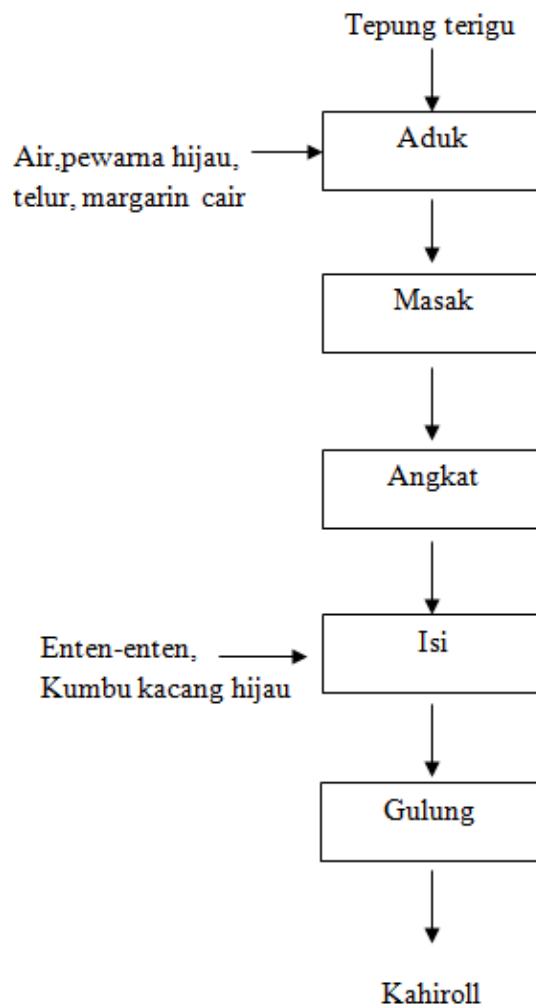 Tepung terigu
Aduk
Air,pewarna hijau,
telur, margarin cair
Masak
Angkat
Isi
Enten-enten,
Kumbu kacang hijau
Gulung
Kahiroll